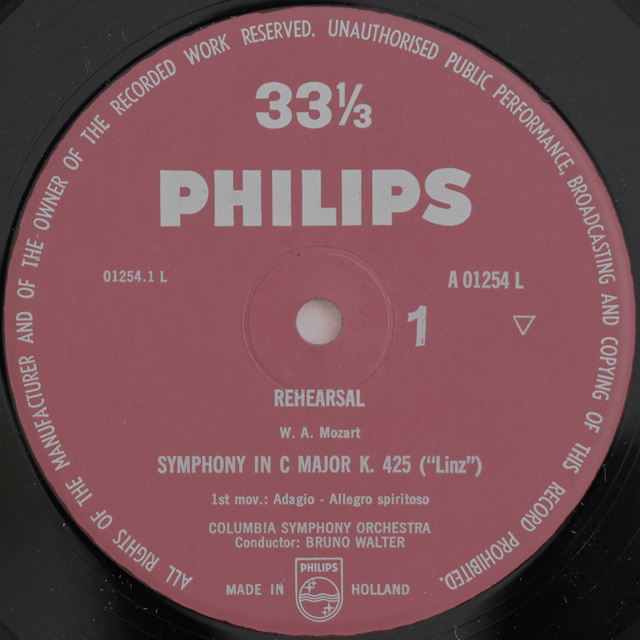 ALL RIGHTS OF THE MANUFACTURER AND OF THE OWNER OF THE RECORDED WORK RESERVED. UNAUTHORISED PUBLIC PERFORMANCE, BROADCASTING AND COPYING OF THIS RECORD PROHIBITED.
33⅓
PHILIPS
01254.1 L
A 01254 L
1
REHEARSAL
W. A. Mozart
SYMPHONY IN C MAJOR K. 425 (“Linz”)
1st mov.: Adagio - Allegro spiritoso
COLUMBIA SYMPHONY ORCHESTRA
Conductor: BRUNO WALTER
PHILIPS
MADE IN HOLLAND